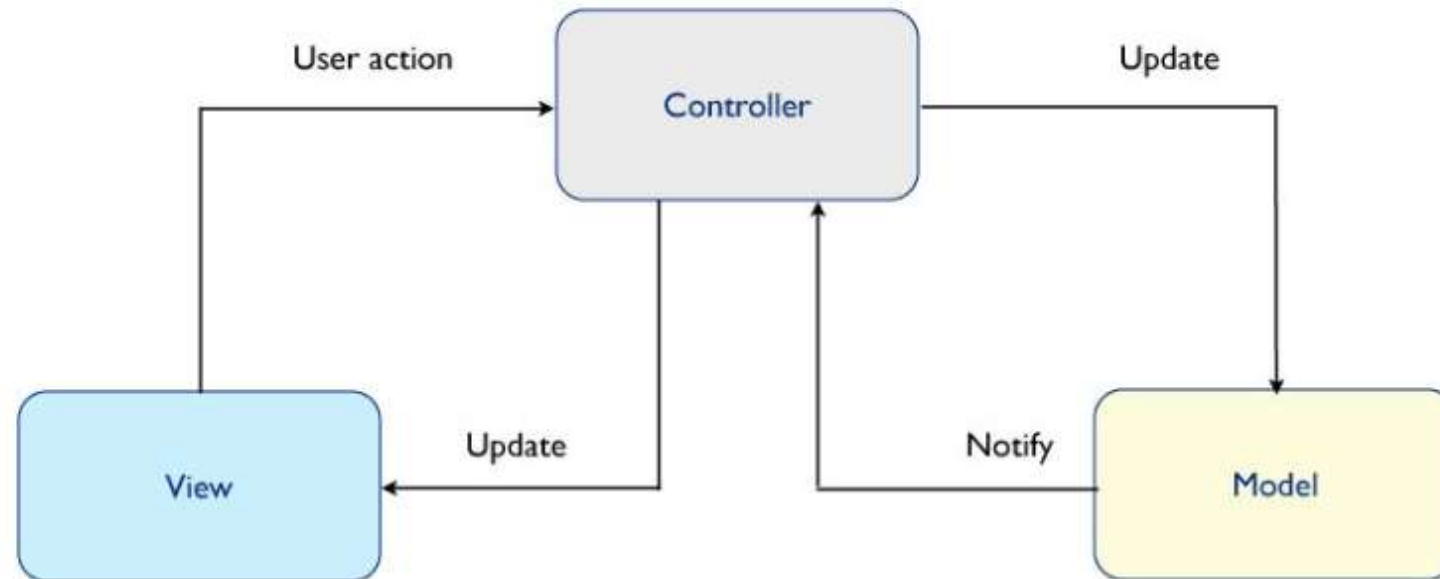 User action
Update
Controller
Update
Notify
View
Model